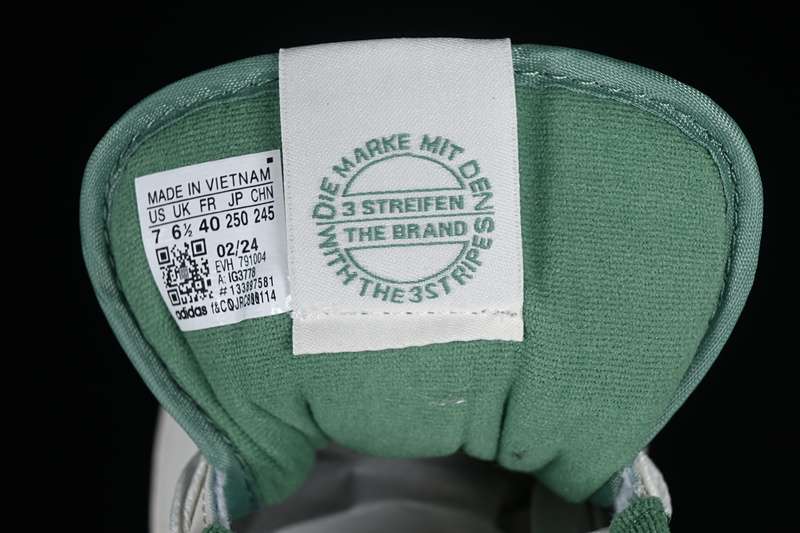 MADE IN VIETNAM
US UK FR JP CHN
7 6½ 40 250 245
02/24
EVH 791004
A: IG3778
#
adidas
DIE MARKE MIT DEN
3 STREIFEN
THE BRAND
WITH THE 3 STRIPES